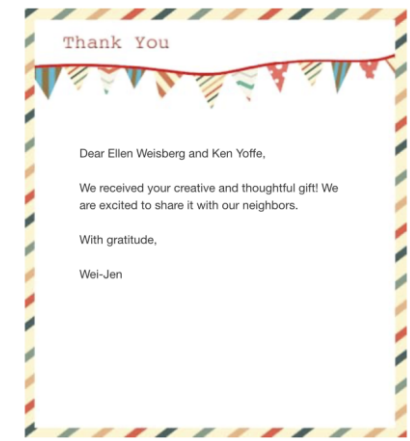 Thank You
Dear Ellen Weisberg and Ken Yoffe,
We received your creative and thoughtful gift! We
are excited to share it with our neighbors.
With gratitude,
Wei-Jen